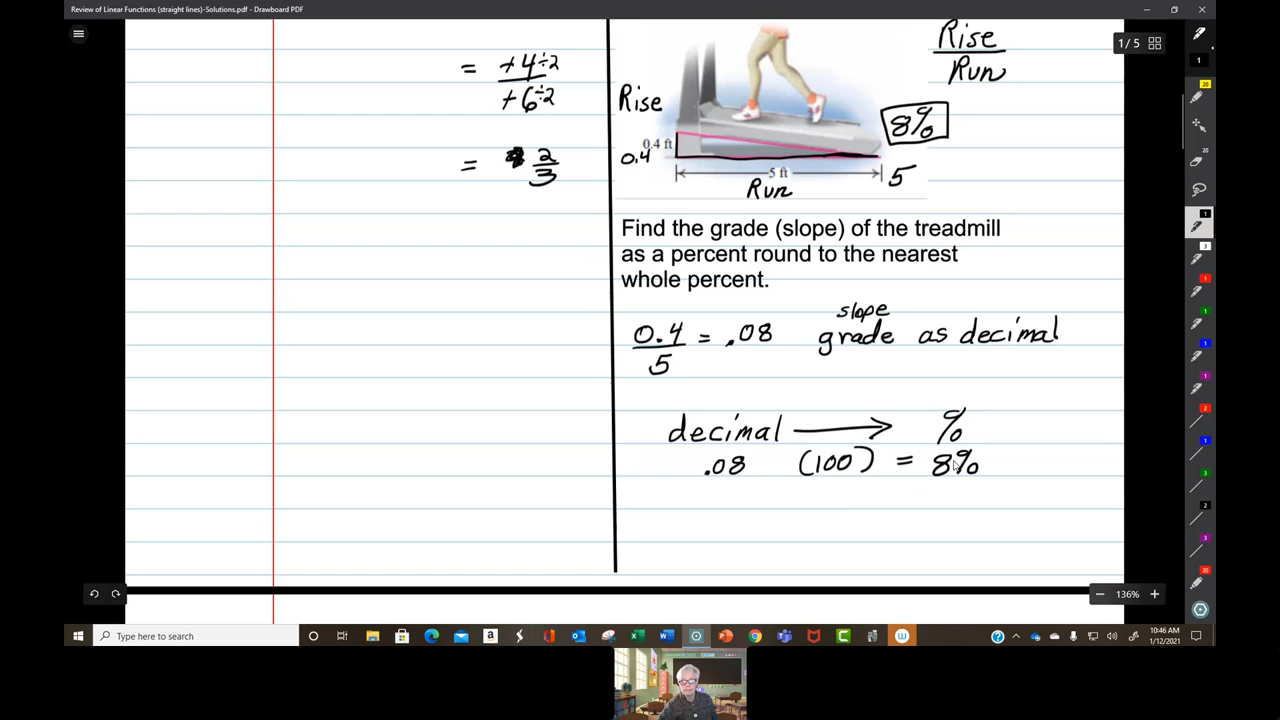 Review of Linear Functions (straight lines)-Solutions.pdf - Drawboard PDF
1 / 5
= +4÷2
+6÷2
= 2
3
Rise
Run
Rise
0.4 ft
0.4
8%
5 ft
5
Run
Find the grade (slope) of the treadmill
as a percent round to the nearest
whole percent.
slope
0.4 = .08 grade as decimal
5
decimal → %
.08 (100) = 8%
136%
Type here to search
10:46 AM
1/12/2021